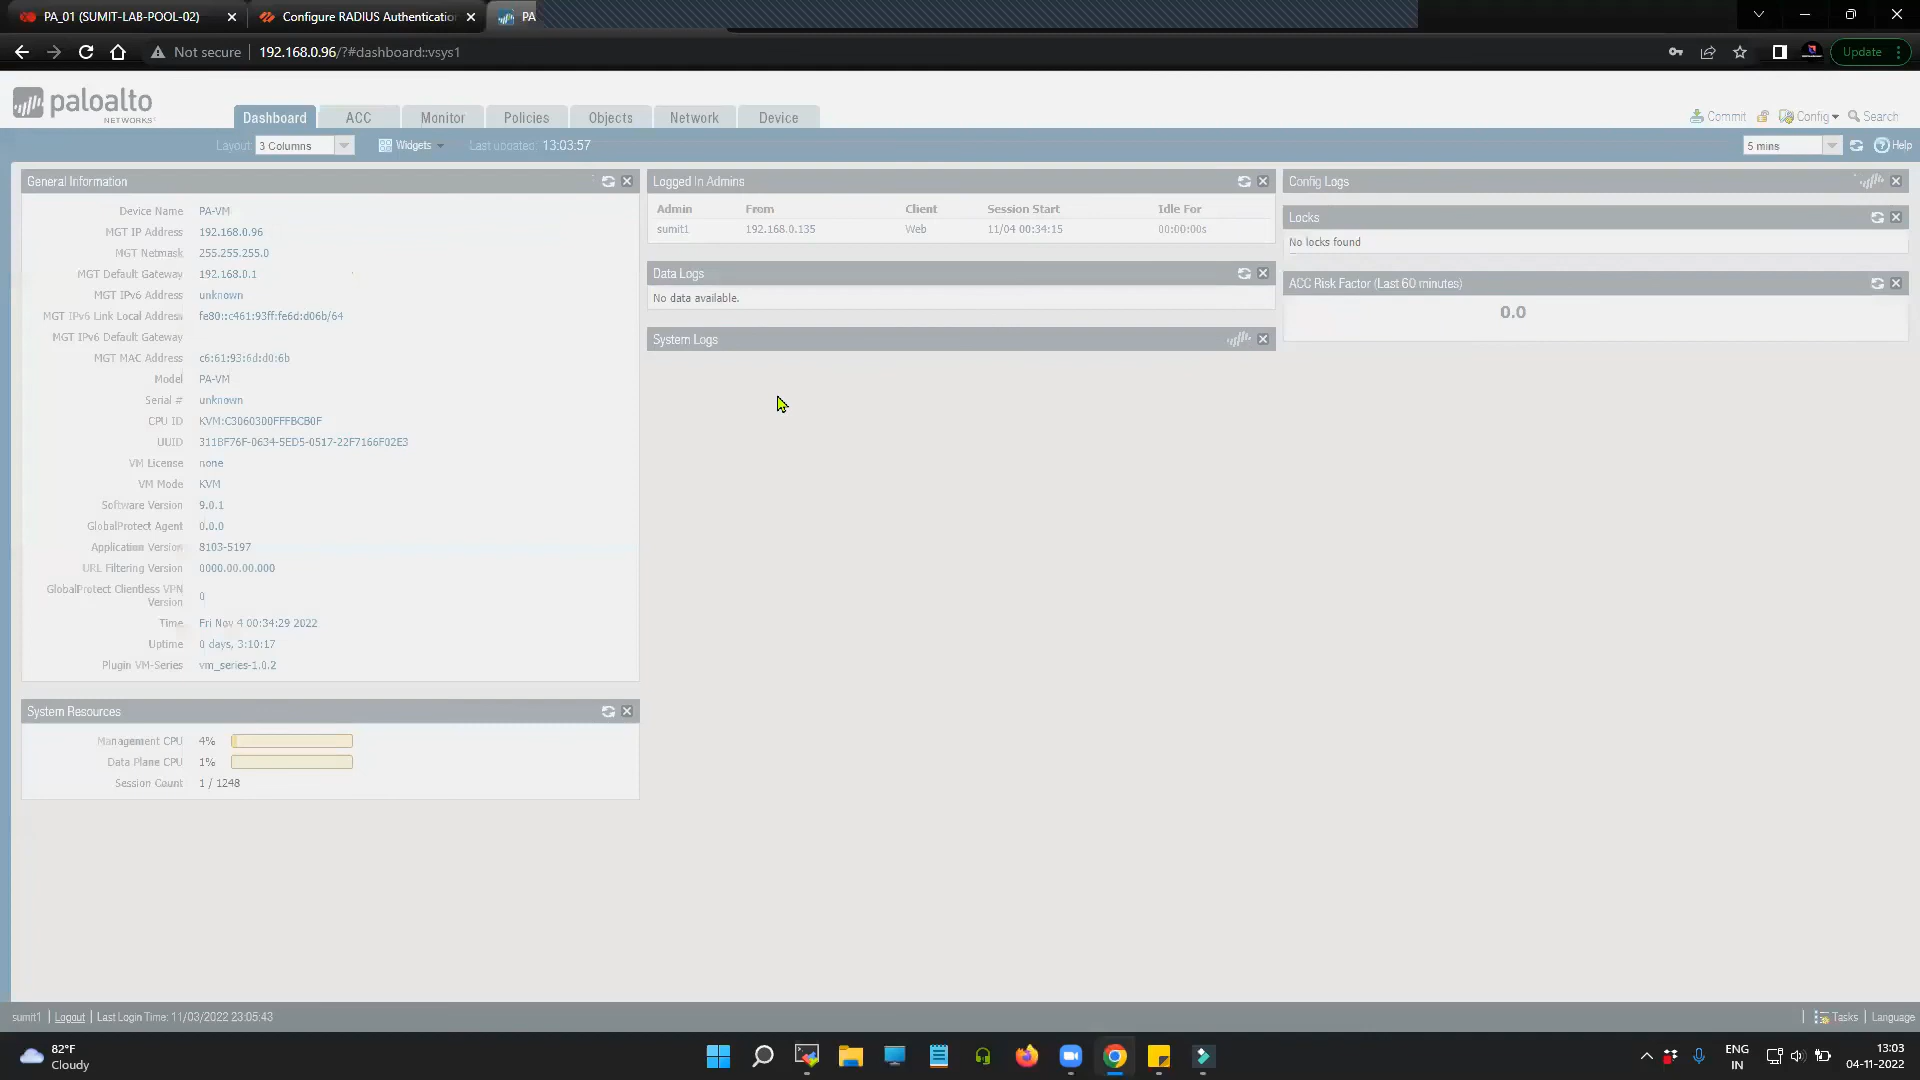 PA_01 (SUMIT-LAB-POOL-02)
Configure RADIUS Authentication
PA
Not secure
192.168.0.96/?#dashboard::vsys1
Update
paloalto
NETWORKS
Dashboard
ACC
Monitor
Policies
Objects
Network
Device
Commit
Config
Search
Layout
3 Columns
Widgets
Last updated
13:03:57
5 mins
Help
General Information
Device Name PA-VM
MGT IP Address 192.168.0.96
MGT Netmask 255.255.255.0
MGT Default Gateway 192.168.0.1
MGT IPv6 Address unknown
MGT IPv6 Link Local Address fe80::c461:93ff:fe6d:d06b/64
MGT IPv6 Default Gateway
MGT MAC Address c6:61:93:6d:d0:6b
Model PA-VM
Serial # unknown
CPU ID KVM:C3060300FFFBCB0F
UUID 311BF76F-0634-5ED5-0517-22F7166F02E3
VM License none
VM Mode KVM
Software Version 9.0.1
GlobalProtect Agent 0.0.0
Application Version 8103-5197
URL Filtering Version 0000.00.00.000
GlobalProtect Clientless VPN
Version 0
Time Fri Nov 4 00:34:29 2022
Uptime 0 days, 3:10:17
Plugin VM-Series vm_series-1.0.2
System Resources
Management CPU 4%
Data Plane CPU 1%
Session Count 1 / 1248
Logged In Admins
Admin From Client Session Start Idle For
sumit1 192.168.0.135 Web 11/04 00:34:15 00:00:00s
Data Logs
No data available.
System Logs
Config Logs
Locks
No locks found
ACC Risk Factor (Last 60 minutes)
0.0
sumit1 | Logout | Last Login Time: 11/03/2022 23:05:43
Tasks | Language
82°F
Cloudy
ENG
IN
13:03
04-11-2022